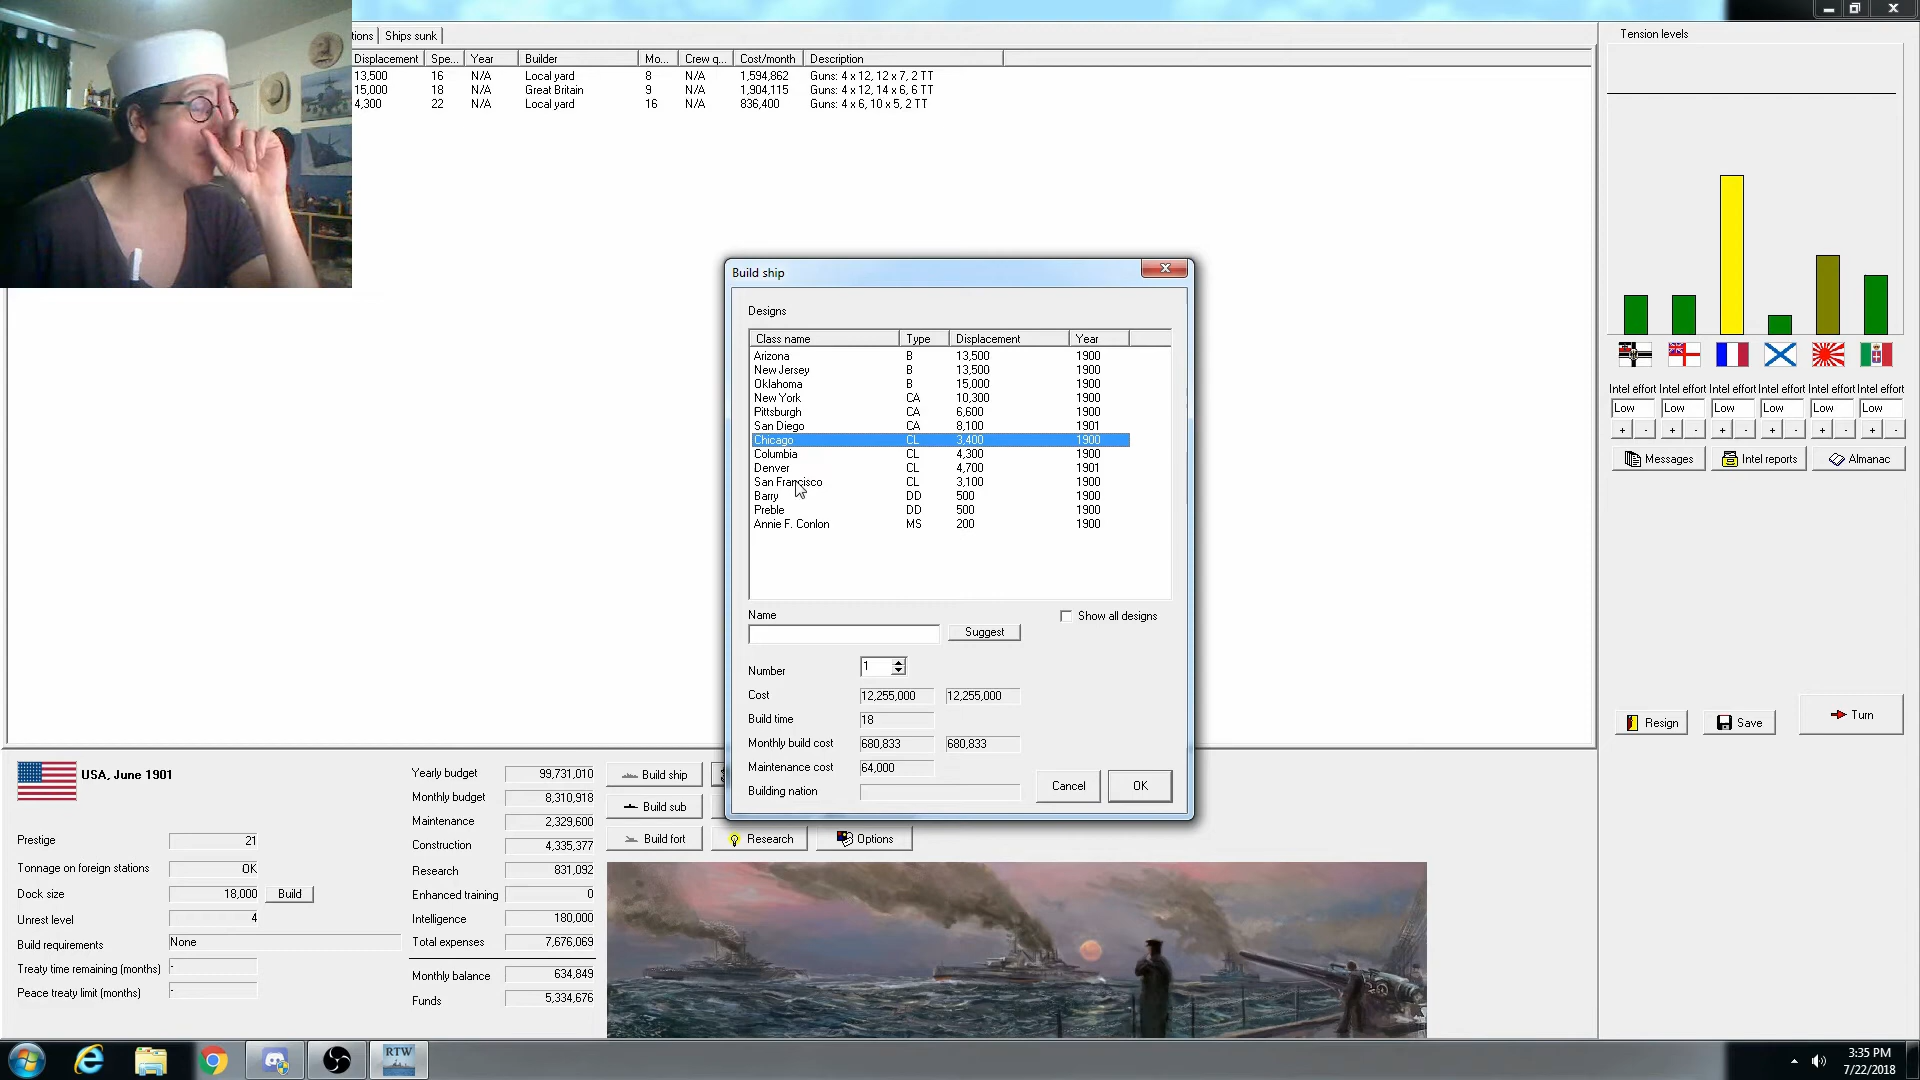 tions Ships sunk
Displacement Spe... Year Builder Mo... Crew q... Cost/month Description
13,500 16 N/A Local yard 8 N/A 1,594,862 Guns: 4 x 12, 12 x 7, 2 TT
15,000 18 N/A Great Britain 9 N/A 1,904,115 Guns: 4 x 12, 14 x 6, 6 TT
4,300 22 N/A Local yard 16 N/A 836,400 Guns: 4 x 6, 10 x 5, 2 TT
Tension levels
Intel effort Intel effort Intel effort Intel effort Intel effort Intel effort
Low Low Low Low Low Low
+ - + - + - + - + - + -
Messages Intel reports Almanac
Resign Save Turn
Build ship
Designs
Class name Type Displacement Year
Arizona B 13,500 1900
New Jersey B 13,500 1900
Oklahoma B 15,000 1900
New York CA 10,300 1900
Pittsburgh CA 6,600 1900
San Diego CA 8,100 1901
Chicago CL 3,400 1900
Columbia CL 4,300 1900
Denver CL 4,700 1901
San Francisco CL 3,100 1900
Barry DD 500 1900
Preble DD 500 1900
Annie F. Conlon MS 200 1900
Name Show all designs
Suggest
Number 1
Cost 12,255,000 12,255,000
Build time 18
Monthly build cost 680,833 680,833
Maintenance cost 64,000
Building nation
Cancel OK
USA, June 1901
Prestige 21
Tonnage on foreign stations OK
Dock size 18,000 Build
Unrest level 4
Build requirements None
Treaty time remaining (months) -
Peace treaty limit (months) -
Yearly budget 99,731,010
Monthly budget 8,310,918
Maintenance 2,329,600
Construction 4,335,377
Research 831,092
Enhanced training 0
Intelligence 180,000
Total expenses 7,676,069
Monthly balance 634,849
Funds 5,334,676
Build ship
Build sub
Build fort Research Options
RTW
3:35 PM
7/22/2018